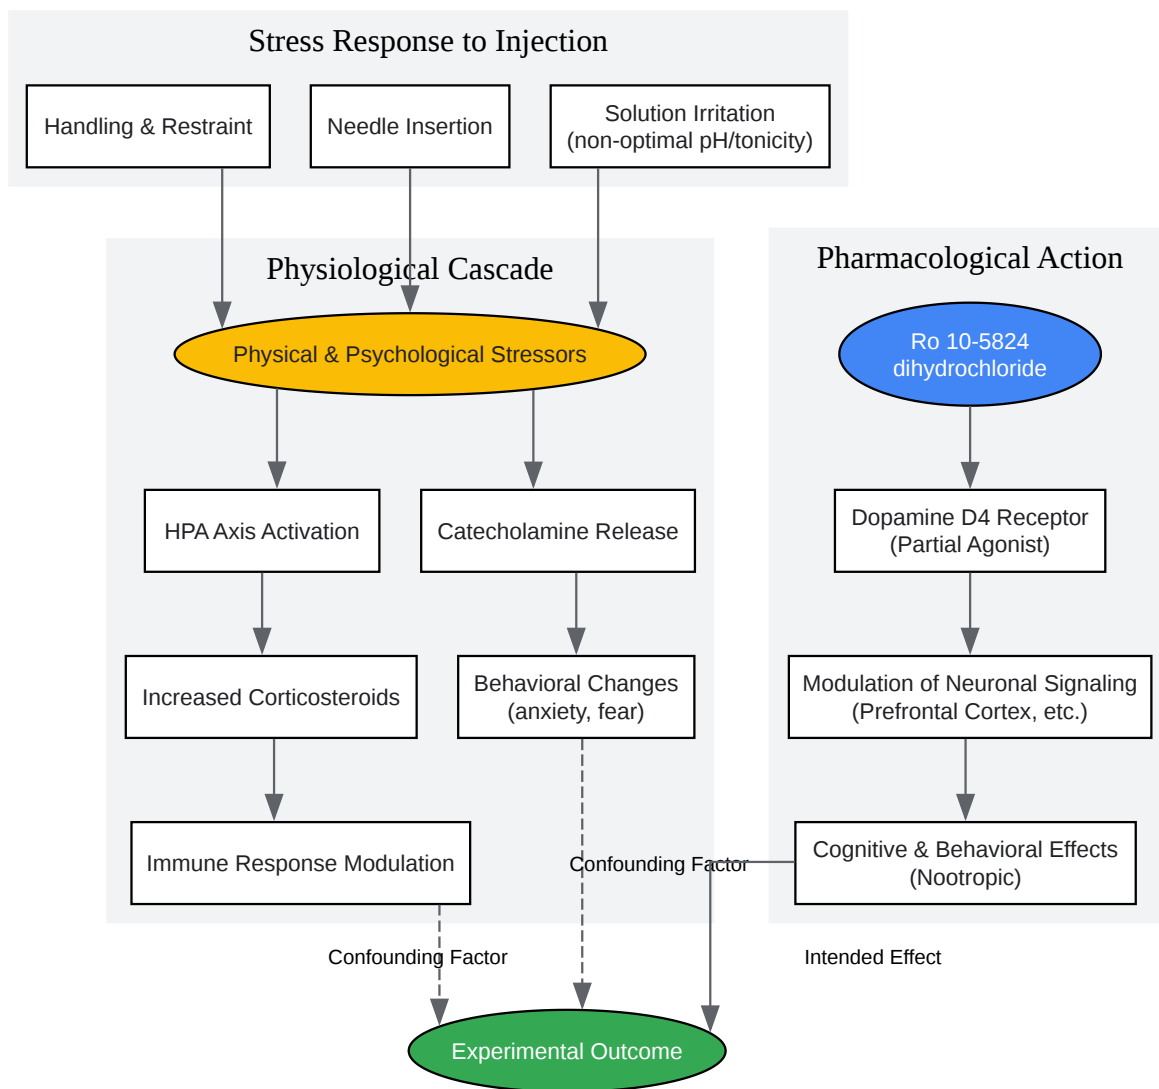 Stress Response to Injection
Handling & Restraint
Needle Insertion
Solution Irritation
(non-optimal pH/tonicity)
Physiological Cascade
Physical & Psychological Stressors
HPA Axis Activation
Catecholamine Release
Increased Corticosteroids
Behavioral Changes
(anxiety, fear)
Immune Response Modulation
Pharmacological Action
Ro 10-5824
dihydrochloride
Dopamine D4 Receptor
(Partial Agonist)
Modulation of Neuronal Signaling
(Prefrontal Cortex, etc.)
Cognitive & Behavioral Effects
(Nootropic)
Confounding Factor
Confounding Factor
Intended Effect
Experimental Outcome